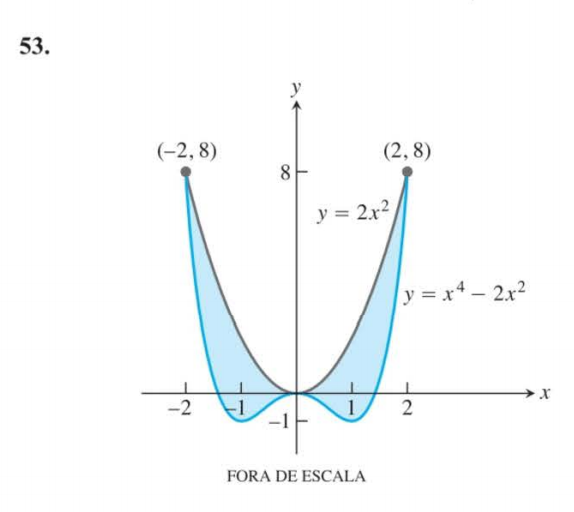 53.
y
(−2, 8)
(2, 8)
8
y = 2x²
y = x⁴ − 2x²
x
−2
−1
1
2
−1
FORA DE ESCALA